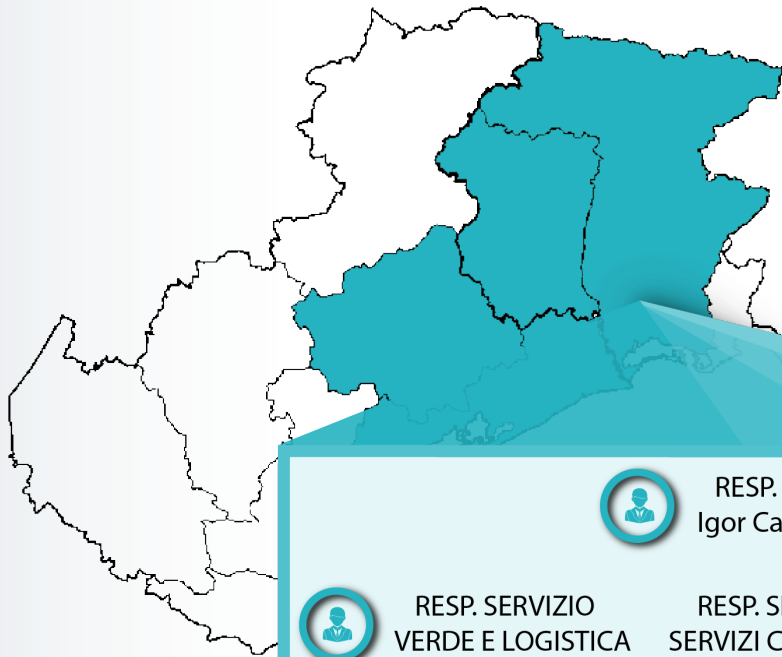 RESP.
Igor Ca
RESP. SERVIZIO
VERDE E LOGISTICA
RESP. S
SERVIZI